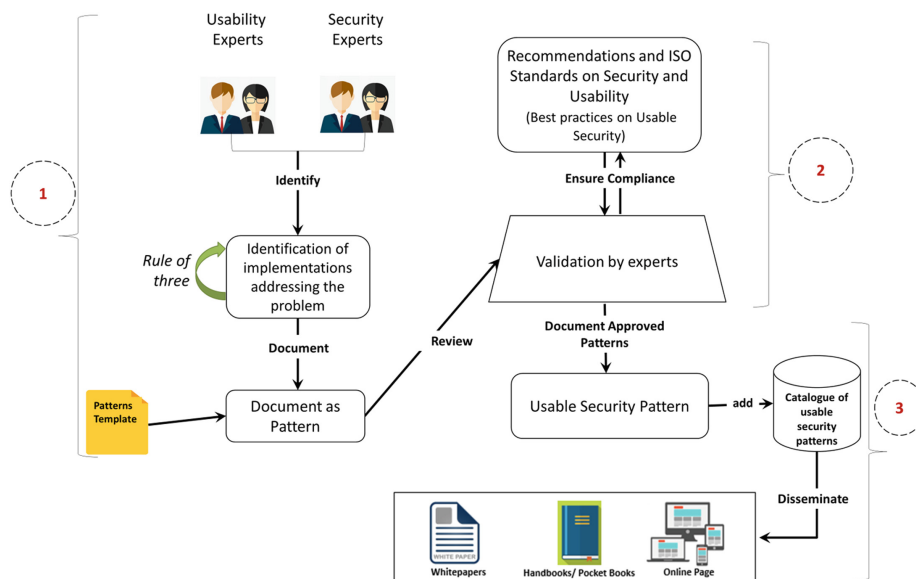 Usability
Experts
Security
Experts
1
Identify
Rule of
three
Identification of
implementations
addressing the
problem
Document
Patterns
Template
Document as
Pattern
Review
Recommendations and ISO
Standards on Security and
Usability
(Best practices on Usable
Security)
2
Ensure Compliance
Validation by experts
Document Approved
Patterns
Usable Security Pattern
add
Catalogue of
usable
security
patterns
3
Disseminate
WHITE PAPER
Whitepapers
Handbooks/ Pocket Books
Online Page